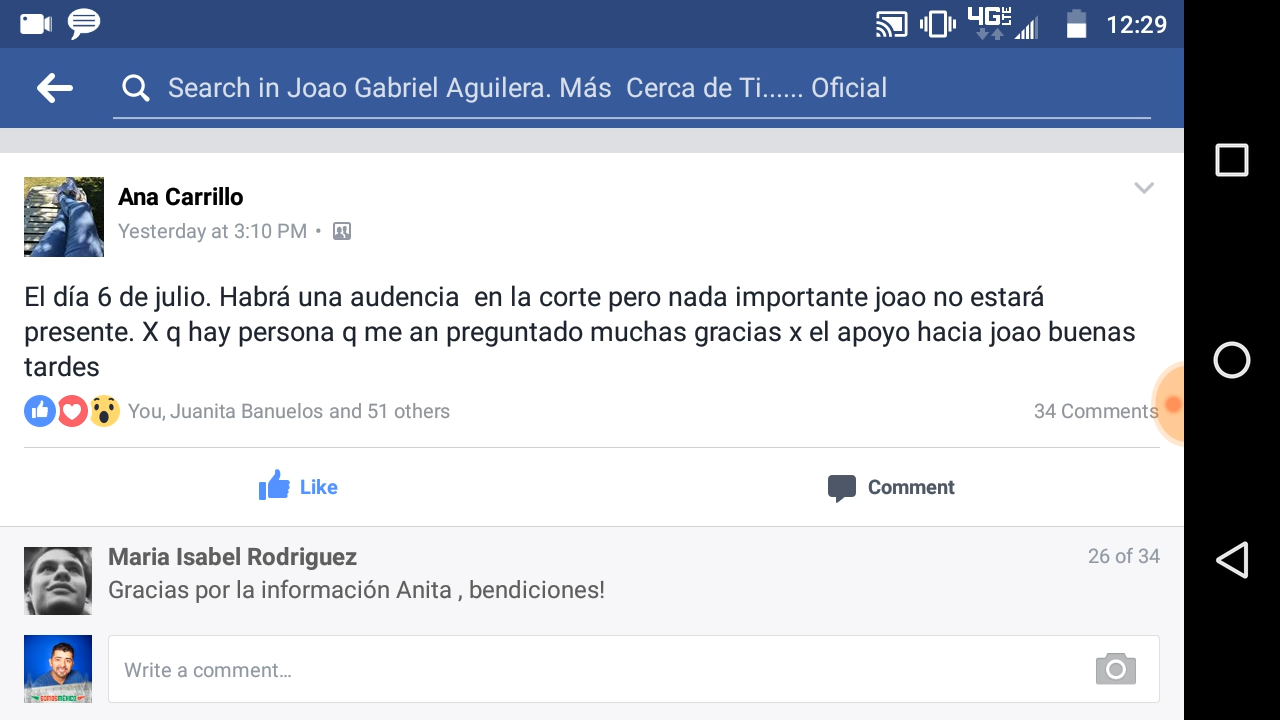 4G LTE 12:29
Search in Joao Gabriel Aguilera. Más  Cerca de Ti...... Oficial
Ana Carrillo
Yesterday at 3:10 PM •
El día 6 de julio. Habrá una audencia  en la corte pero nada importante joao no estará
presente. X q hay persona q me an preguntado muchas gracias x el apoyo hacia joao buenas
tardes
You, Juanita Banuelos and 51 others
34 Comments
Like
Comment
Maria Isabel Rodriguez
26 of 34
Gracias por la información Anita , bendiciones!
Write a comment...
SOMOSMÉXICO